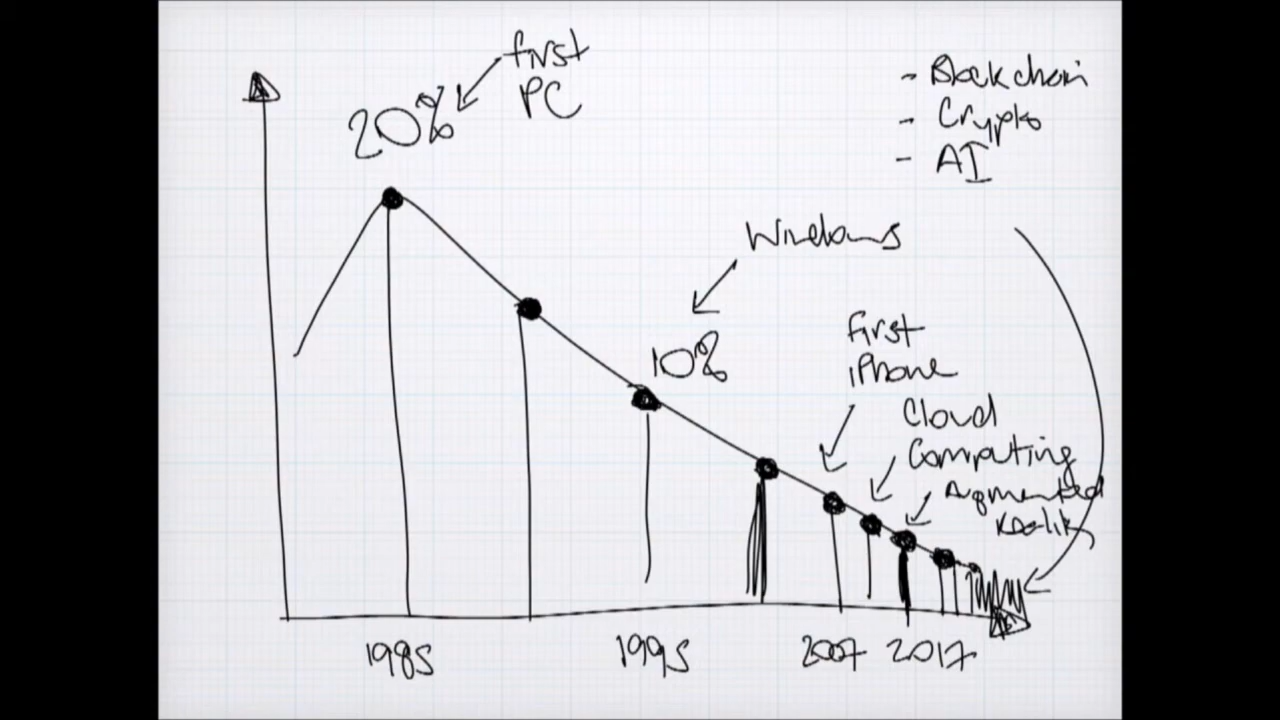 first
PC
20%
- Blockchain
- Crypto
- AI
Windows
10%
First
iPhone
Cloud
Computing
Augmented
Reality
1985
1995
2007
2017